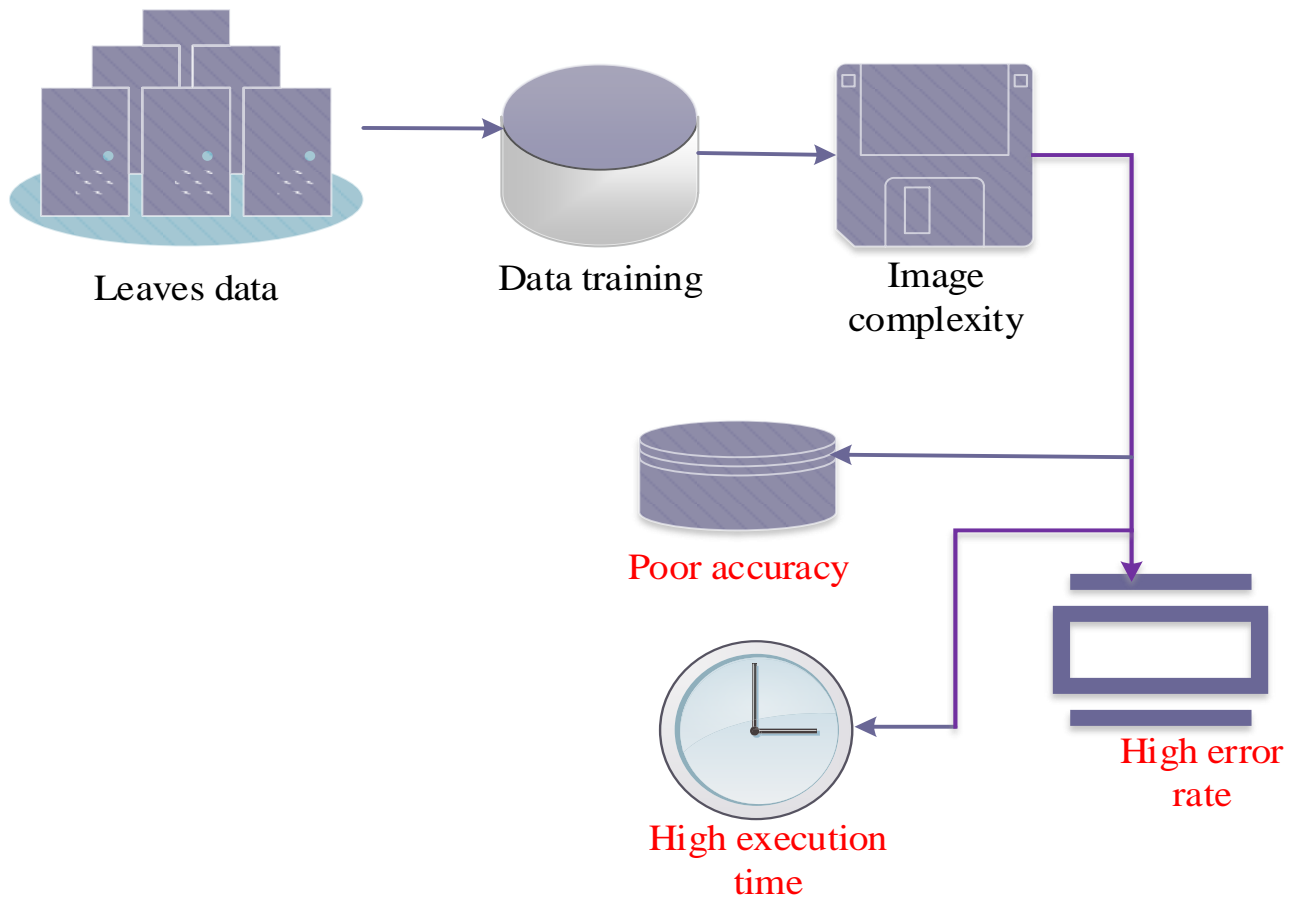 Leaves data
Data training
Image
complexity
Poor accuracy
High execution
time
High error
rate